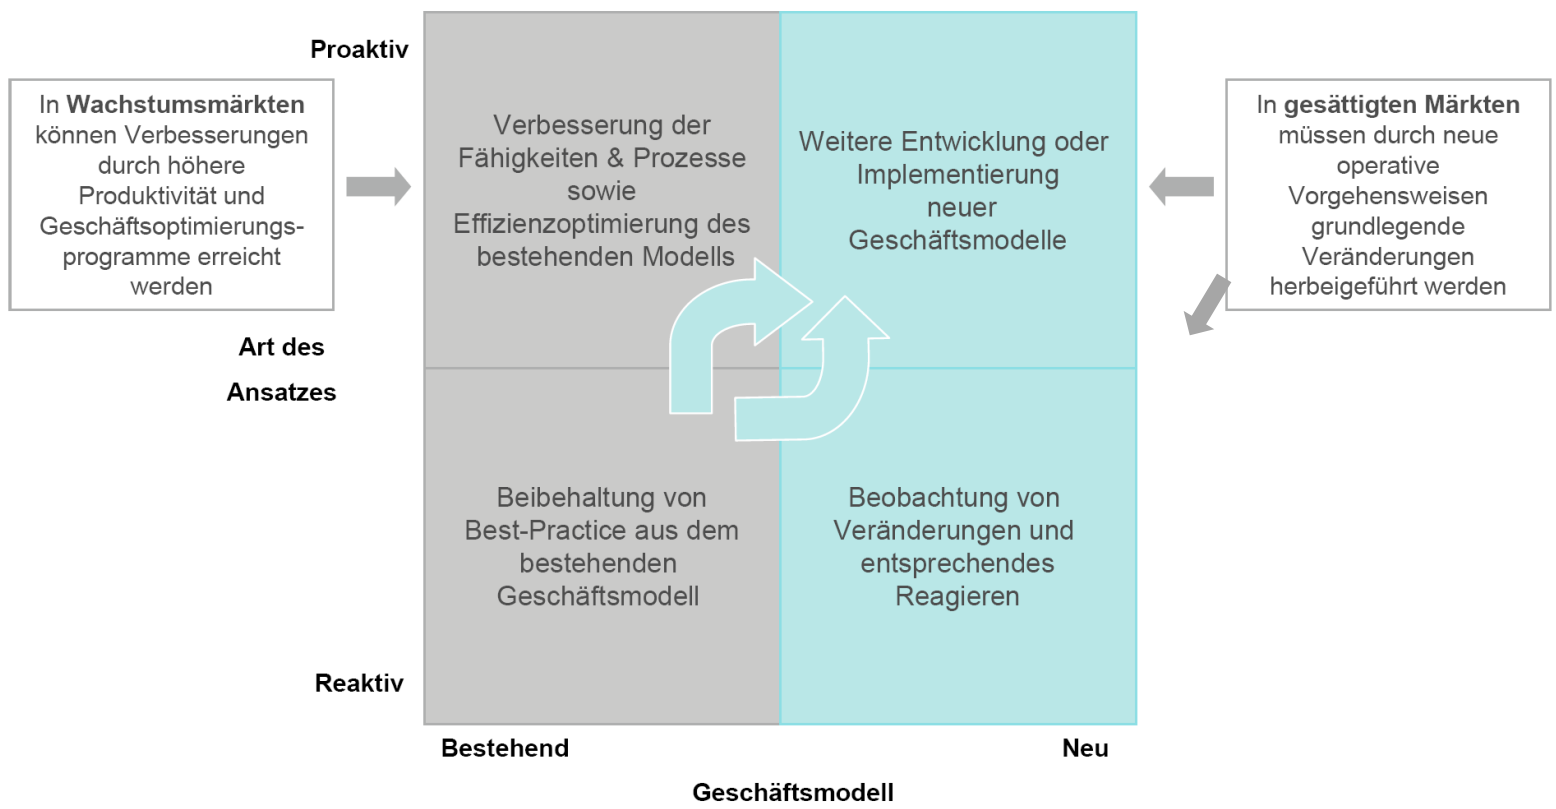 Proaktiv
In Wachstumsmärkten
können Verbesserungen
durch höhere
Produktivität und
Geschäftsoptimierungs-
programme erreicht
werden
Verbesserung der
Fähigkeiten & Prozesse
sowie
Effizienzoptimierung des
bestehenden Modells
Weitere Entwicklung oder
Implementierung
neuer
Geschäftsmodelle
In gesättigten Märkten
müssen durch neue
operative
Vorgehensweisen
grundlegende
Veränderungen
herbeigeführt werden
Art des
Ansatzes
Beibehaltung von
Best-Practice aus dem
bestehenden
Geschäftsmodell
Beobachtung von
Veränderungen und
entsprechendes
Reagieren
Reaktiv
Bestehend
Neu
Geschäftsmodell